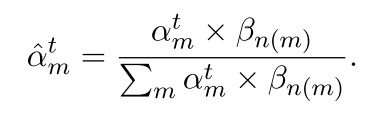 $$\hat{\alpha}_m^t = \frac{\alpha_m^t \times \beta_{n(m)}}{\sum_m \alpha_m^t \times \beta_{n(m)}}.$$